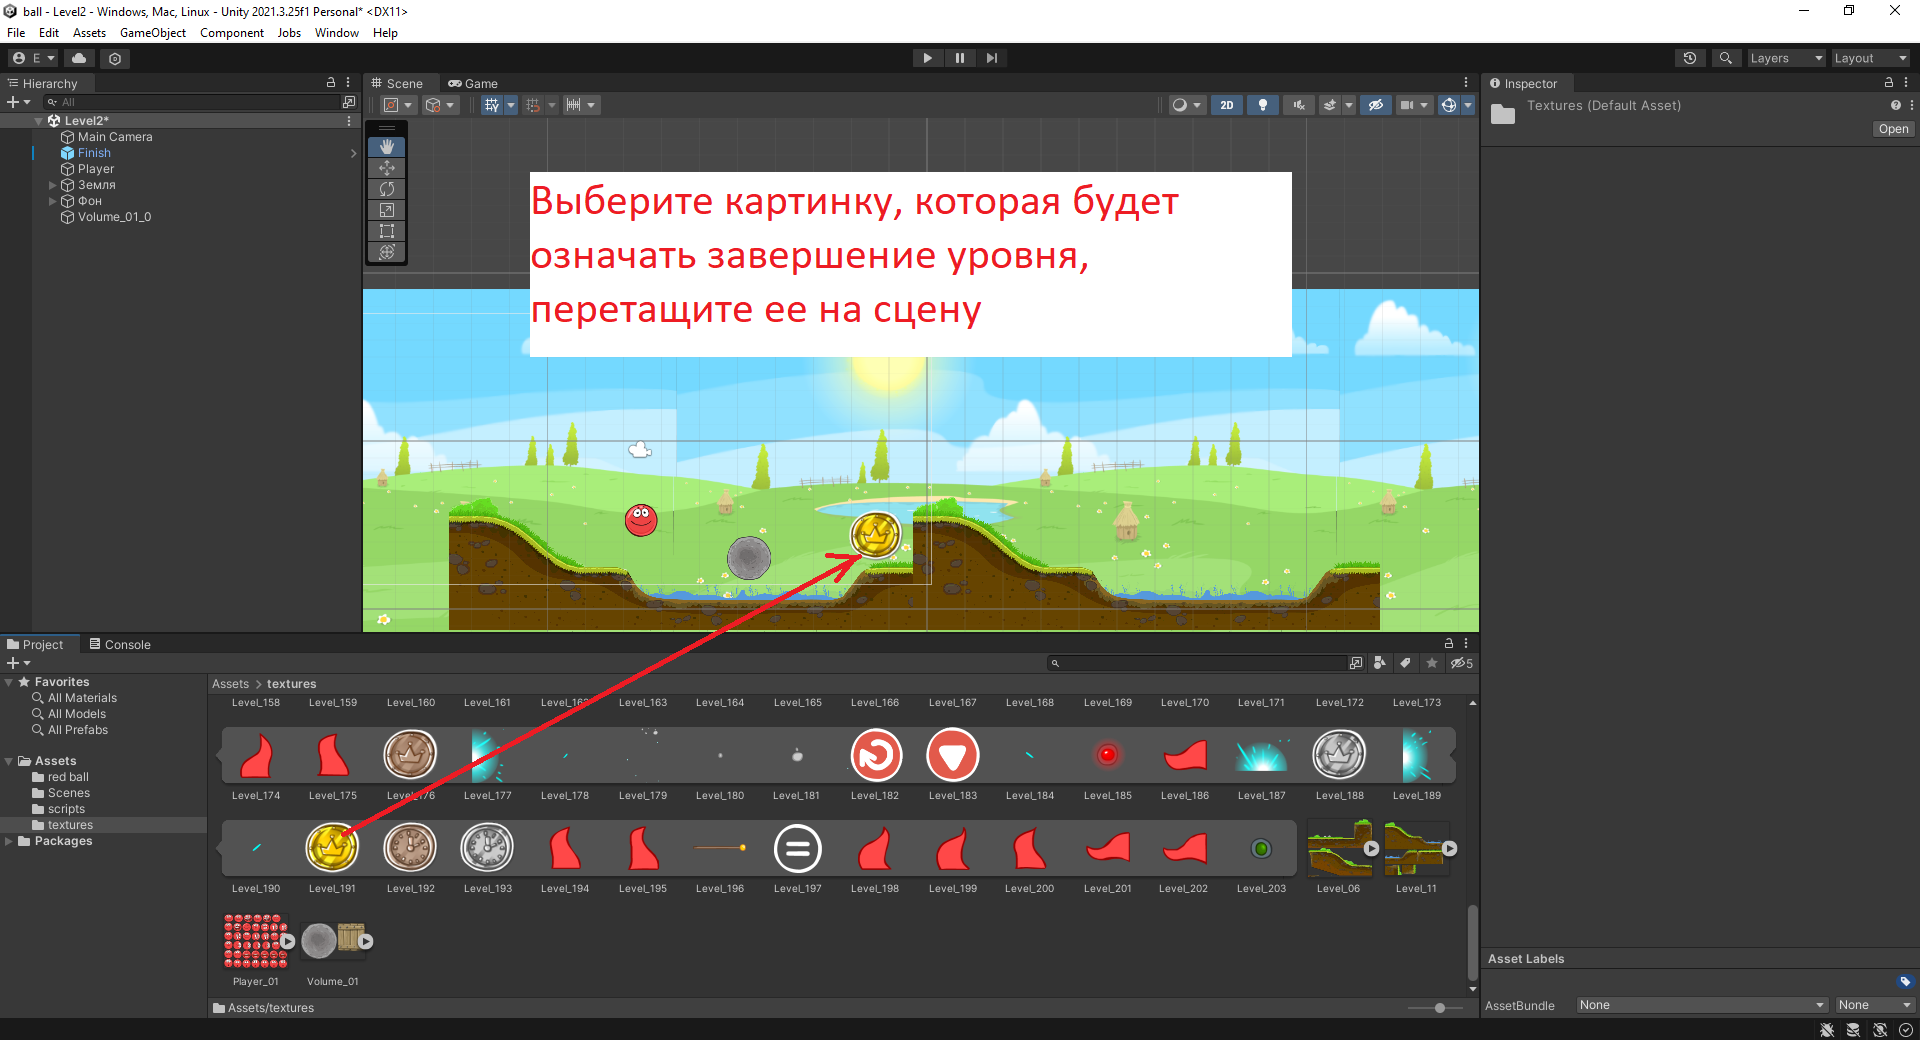 ball - Level2 - Windows, Mac, Linux - Unity 2021.3.25f1 Personal* <DX11>
File Edit Assets GameObject Component Jobs Window Help
E Layers Layout
Hierarchy
All
Level2*
Main Camera
Finish
Player
Земля
Фон
Volume_01_0
Scene Game
2D
Выберите картинку, которая будет
означать завершение уровня,
перетащите ее на сцену
Inspector
Textures (Default Asset)
Open
Project Console
5
Favorites
All Materials
All Models
All Prefabs
Assets
red ball
Scenes
scripts
textures
Packages
Assets > textures
Level_158 Level_159 Level_160 Level_161 Level_162 Level_163 Level_164 Level_165 Level_166 Level_167 Level_168 Level_169 Level_170 Level_171 Level_172 Level_173
Level_174 Level_175 Level_176 Level_177 Level_178 Level_179 Level_180 Level_181 Level_182 Level_183 Level_184 Level_185 Level_186 Level_187 Level_188 Level_189
Level_190 Level_191 Level_192 Level_193 Level_194 Level_195 Level_196 Level_197 Level_198 Level_199 Level_200 Level_201 Level_202 Level_203 Level_06 Level_11
Player_01 Volume_01
Assets/textures
Asset Labels
AssetBundle None None